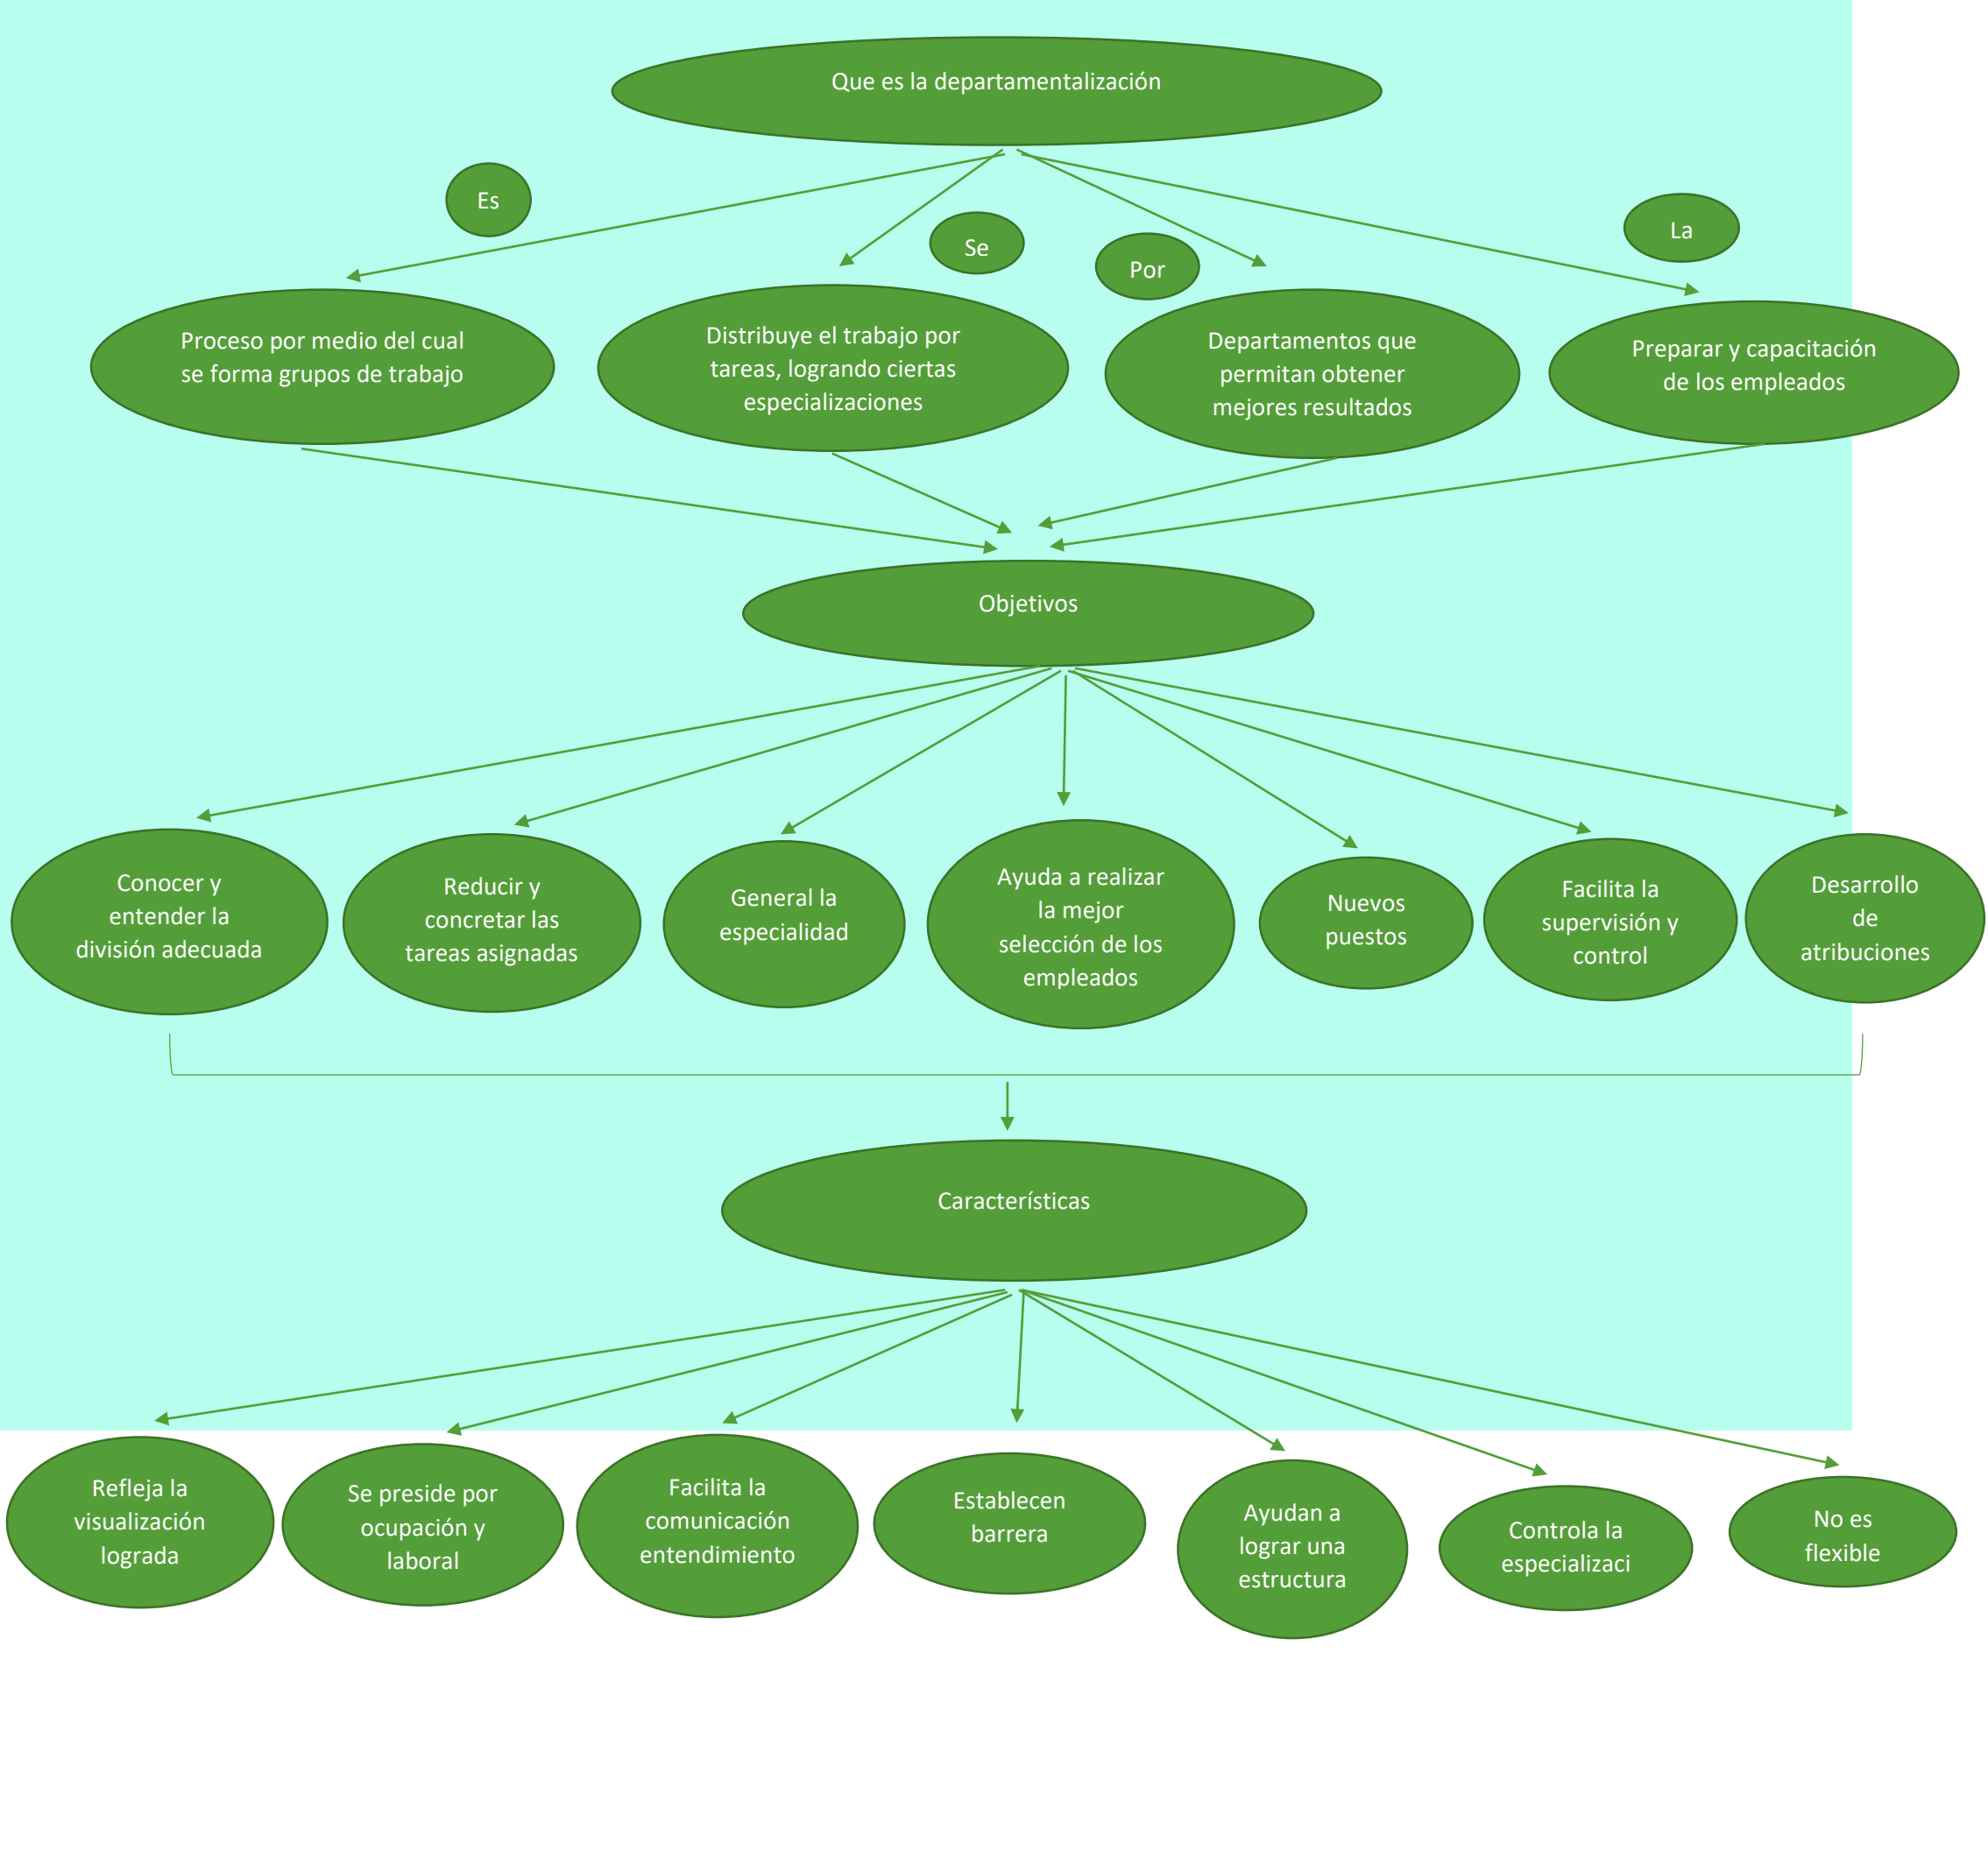 Que es la departamentalización
Es
Se
Por
La
Proceso por medio del cual
se forma grupos de trabajo
Distribuye el trabajo por
tareas, logrando ciertas
especializaciones
Departamentos que
permitan obtener
mejores resultados
Preparar y capacitación
de los empleados
Objetivos
Conocer y
entender la
división adecuada
Reducir y
concretar las
tareas asignadas
General la
especialidad
Ayuda a realizar
la mejor
selección de los
empleados
Nuevos
puestos
Facilita la
supervisión y
control
Desarrollo
de
atribuciones
Características
Refleja la
visualización
lograda
Se preside por
ocupación y
laboral
Facilita la
comunicación
entendimiento
Establecen
barrera
Ayudan a
lograr una
estructura
Controla la
especializaci
No es
flexible